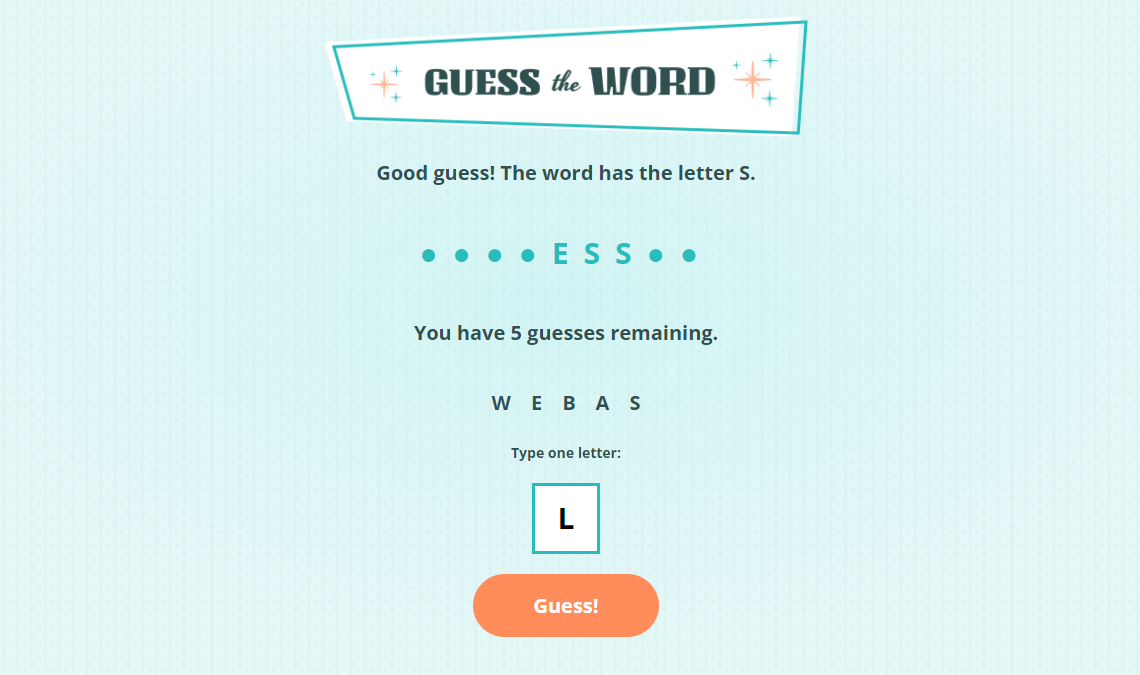 GUESS the WORD
Good guess! The word has the letter S.
● ● ● ● E S S ● ●
You have 5 guesses remaining.
W E B A S
Type one letter:
L
Guess!